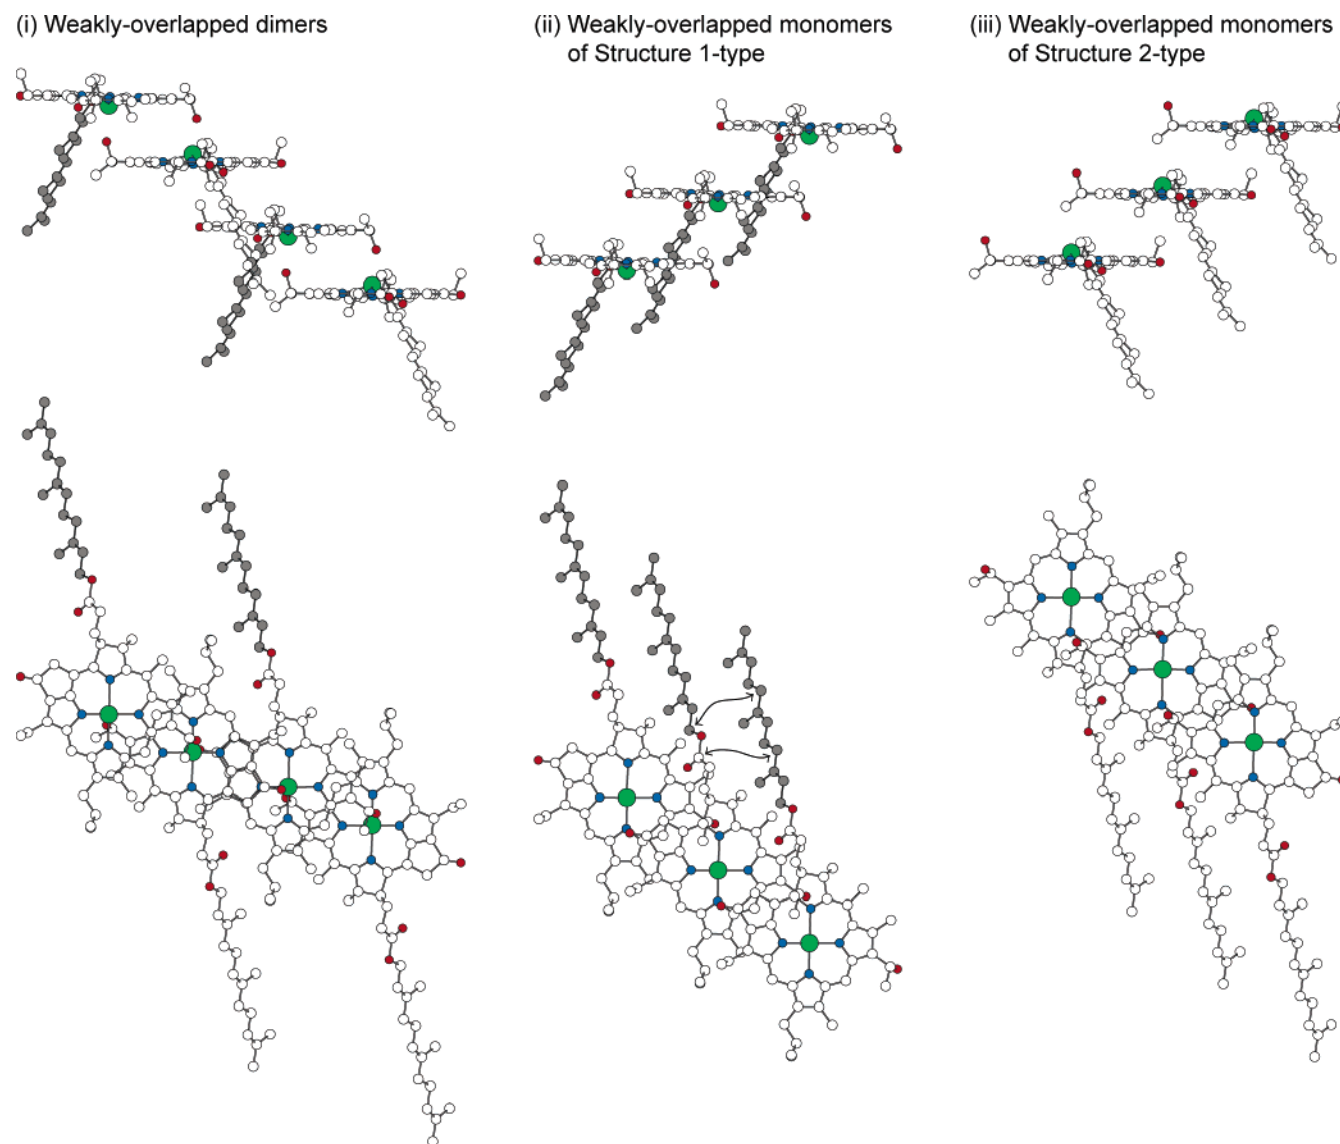 (i) Weakly-overlapped dimers
(ii) Weakly-overlapped monomers
of Structure 1-type
(iii) Weakly-overlapped monomers
of Structure 2-type